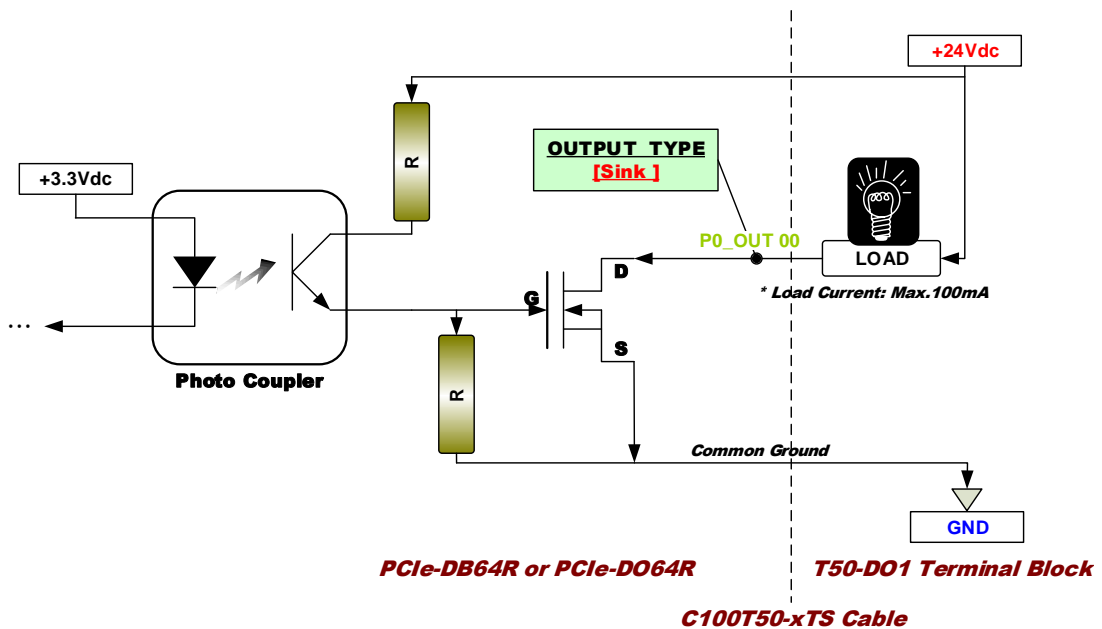 +24Vdc
R
OUTPUT TYPE
[Sink ]
+3.3Vdc
P0_OUT 00
LOAD
* Load Current: Max.100mA
D
G
S
...
Photo Coupler
R
Common Ground
GND
PCIe-DB64R or PCIe-DO64R
T50-DO1 Terminal Block
C100T50-xTS Cable